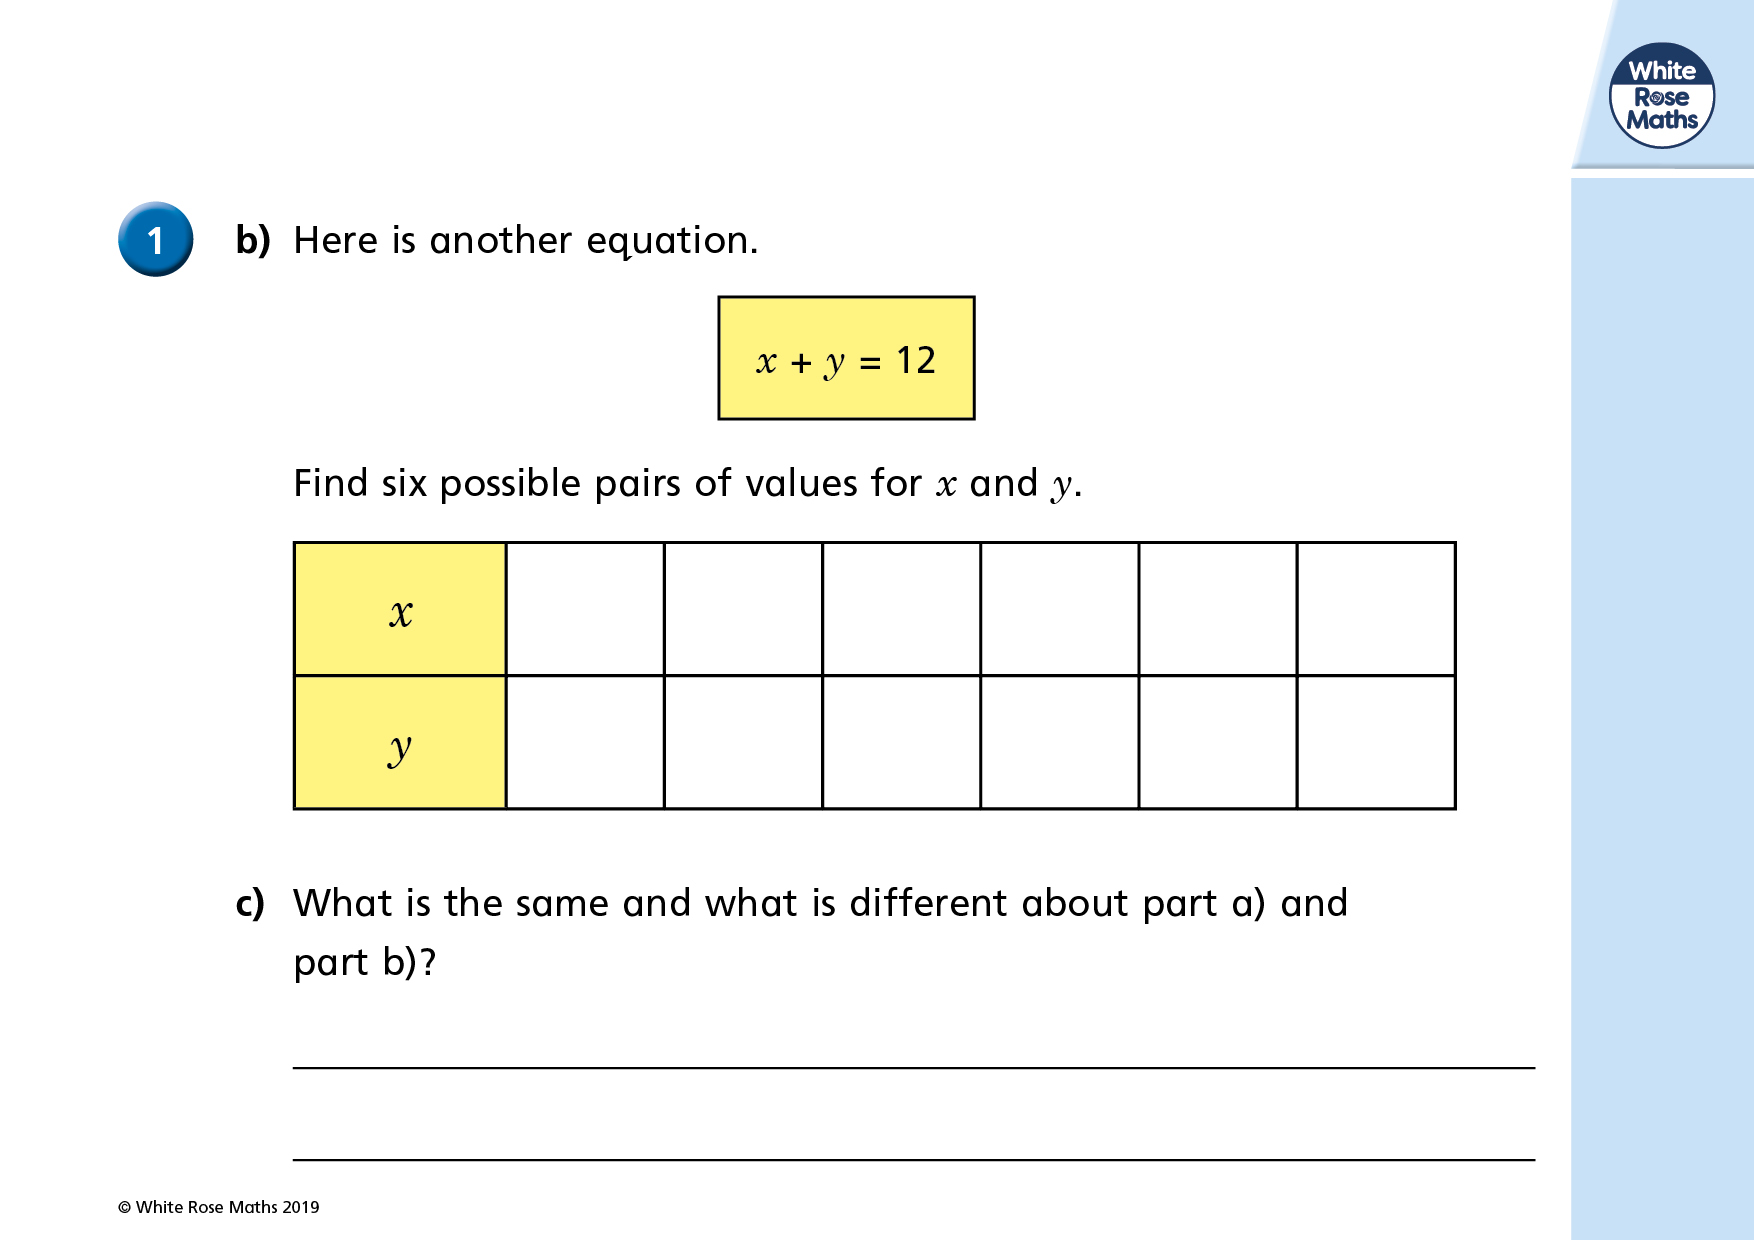 White
Rose
Maths
1 b) Here is another equation.
x + y = 12
Find six possible pairs of values for x and y.
x
y
c) What is the same and what is different about part a) and
part b)?
© White Rose Maths 2019